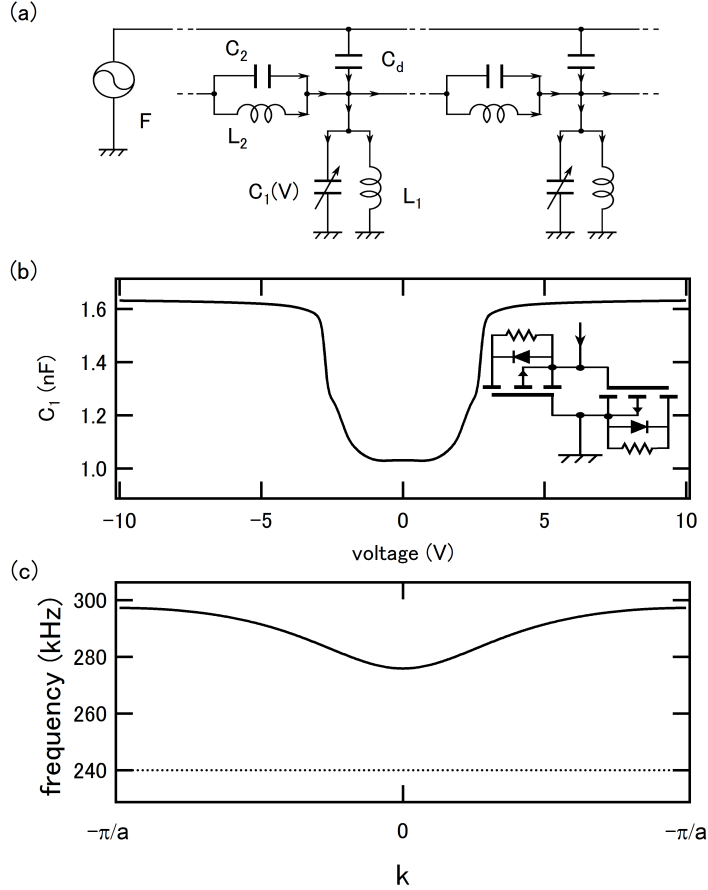 (a)
C2
Cd
F
L2
C1(V)
L1
(b)
C1 (nF)
1.6
1.4
1.2
1.0
−10
−5
0
5
10
voltage (V)
(c)
frequency (kHz)
300
280
260
240
−π/a
0
−π/a
k